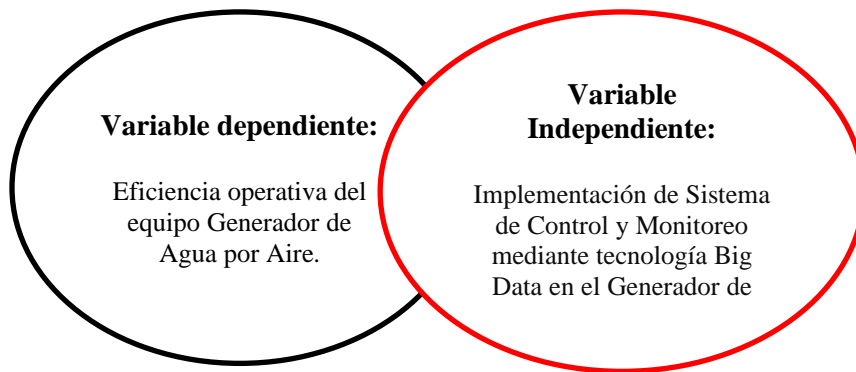 Variable dependiente:
Eficiencia operativa del
equipo Generador de
Agua por Aire.
Variable
Independiente:
Implementación de Sistema
de Control y Monitoreo
mediante tecnología Big
Data en el Generador de